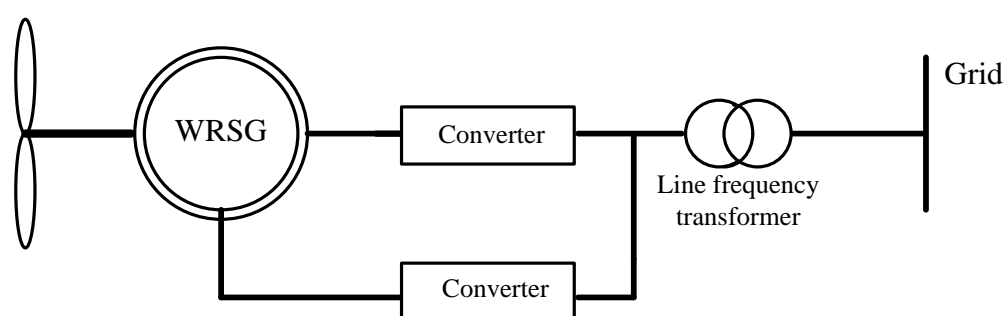 WRSG
Converter
Grid
Line frequency
transformer
Converter